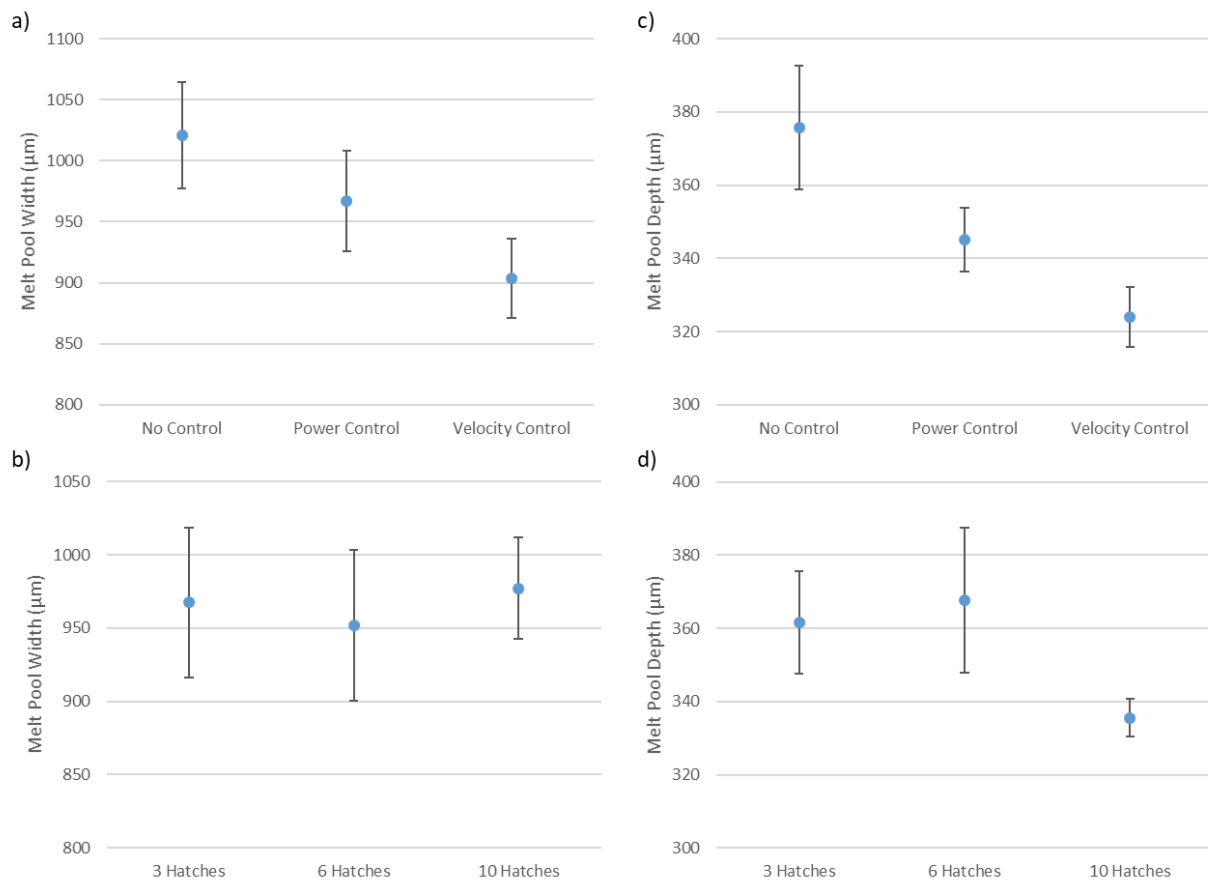 a)
1100
1050
1000
950
900
850
800
Melt Pool Width (µm)
No Control Power Control Velocity Control
c)
400
380
360
340
320
300
Melt Pool Depth (µm)
No Control Power Control Velocity Control
b)
1050
1000
950
900
850
800
Melt Pool Width (µm)
3 Hatches 6 Hatches 10 Hatches
d)
400
380
360
340
320
300
Melt Pool Depth (µm)
3 Hatches 6 Hatches 10 Hatches